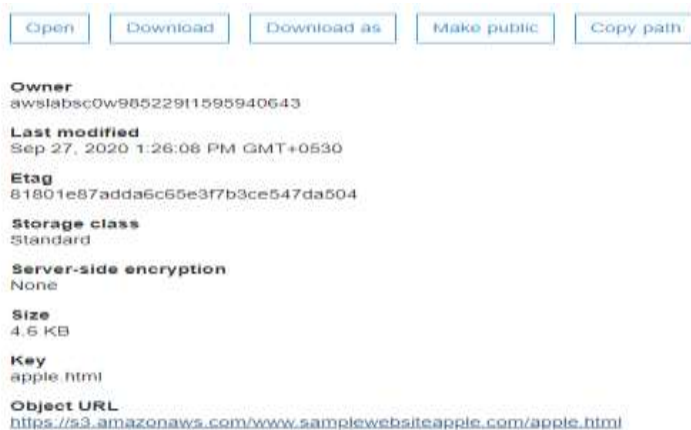 Open Download Download as Make public Copy path
Owner
awslabsc0w985229t1595940643
Last modified
Sep 27, 2020 1:26:08 PM GMT+0530
Etag
81801e87adda6c65e3f7b3ce547da504
Storage class
Standard
Server-side encryption
None
Size
4.6 KB
Key
apple.html
Object URL
https://s3.amazonaws.com/www.samplewebsiteapple.com/apple.html